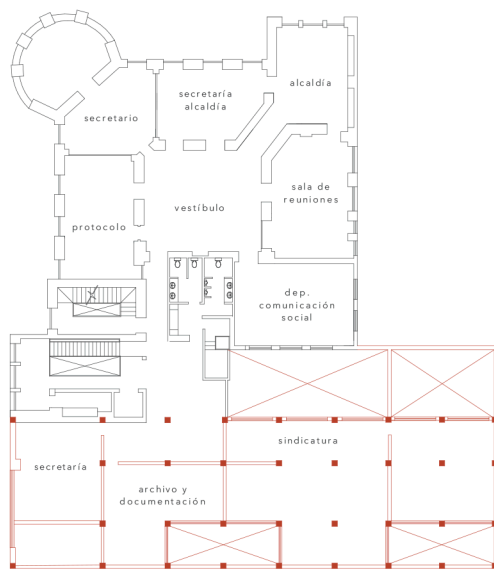 alcaldía
secretaría
alcaldía
secretario
sala de
reuniones
vestíbulo
protocolo
dep.
comunicación
social
sindicatura
secretaría
archivo y
documentación